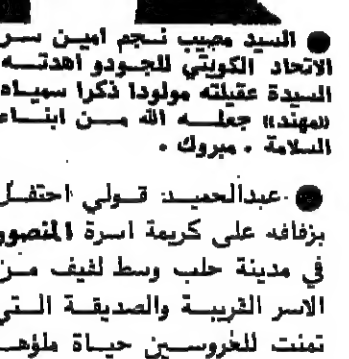 ● السيد مصيب نجم امين سر
الاتحاد الكويتي للجودو اهدته
السيدة عقيلته مولودا ذكرا سمياه
«مهند» جعله الله من ابناء
السلامة . مبروك .
● عبدالحميد قولي احتفل
بزفافه على كريمة اسرة المنصور
في مدينة حلب وسط لفيف من
الاسر القريبة والصديقة التي
تمنت للعروسين حياة ملؤها